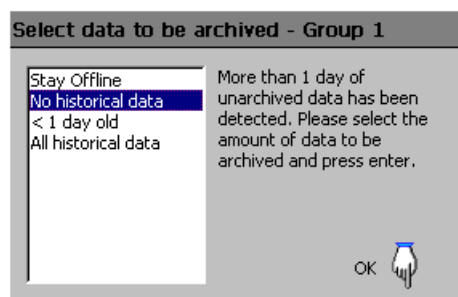 Select data to be archived - Group 1
Stay Offline
No historical data
< 1 day old
All historical data
More than 1 day of
unarchived data has been
detected. Please select the
amount of data to be
archived and press enter.
OK